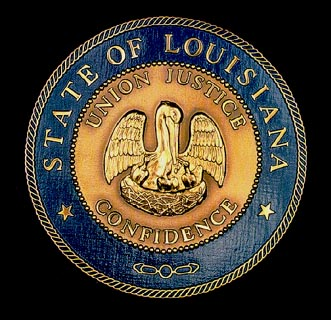 STATE OF LOUISIANA
UNION JUSTICE
CONFIDENCE